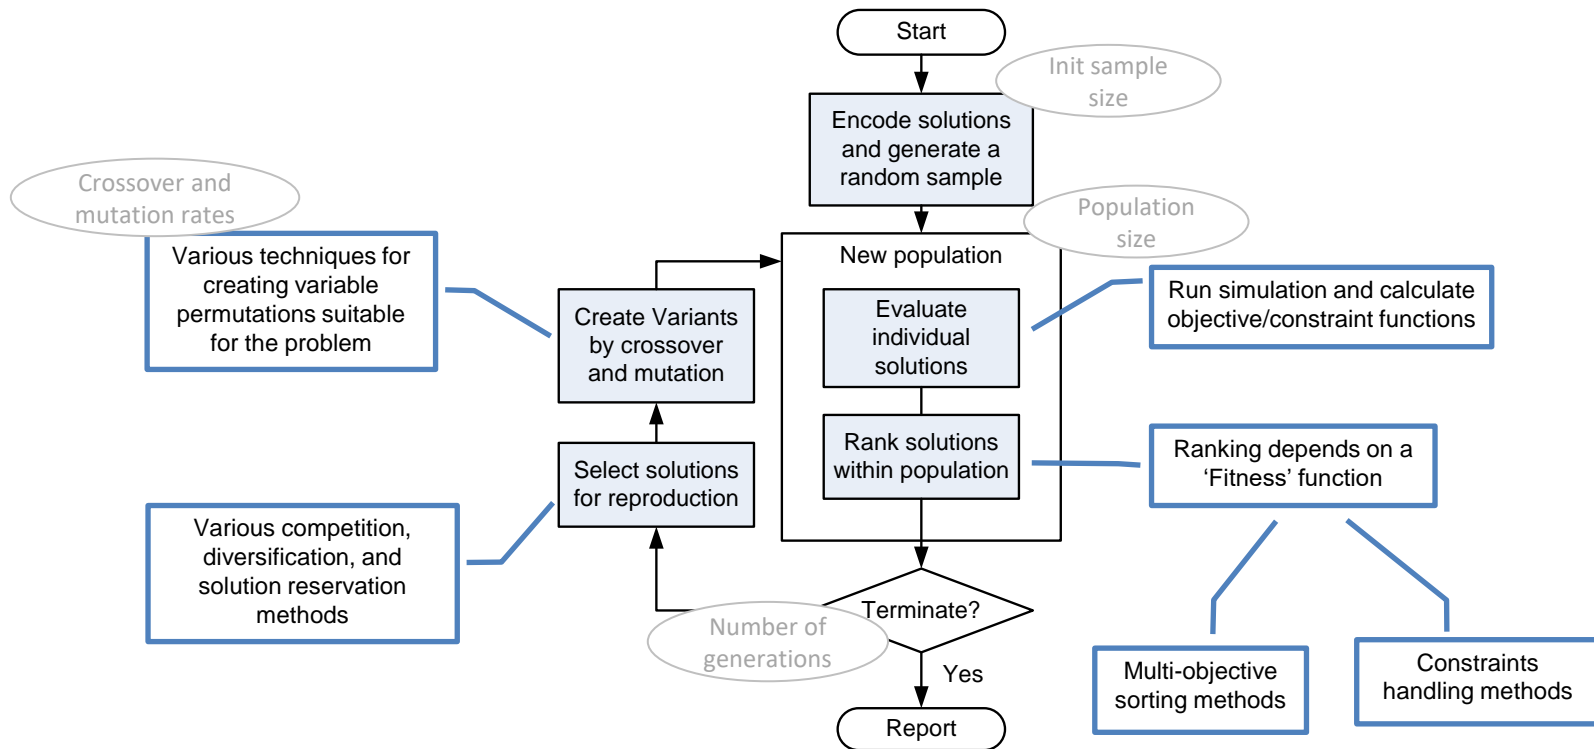 Start
Init sample
size
Encode solutions
and generate a
random sample
Crossover and
mutation rates
Population
size
Various techniques for
creating variable
permutations suitable
for the problem
New population
Create Variants
by crossover
and mutation
Evaluate
individual
solutions
Run simulation and calculate
objective/constraint functions
Select solutions
for reproduction
Rank solutions
within population
Ranking depends on a
‘Fitness’ function
Various competition,
diversification, and
solution reservation
methods
Terminate?
Number of
generations
Yes
Multi-objective
sorting methods
Constraints
handling methods
Report